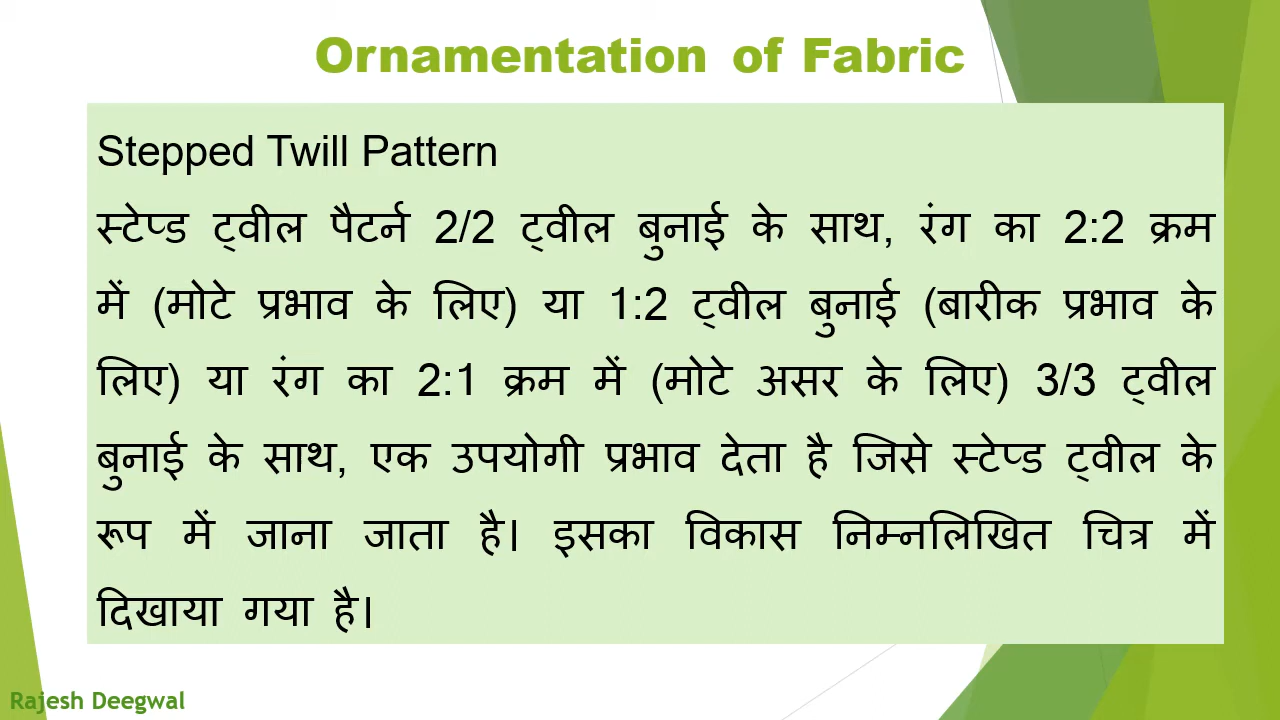 Ornamentation of Fabric
Stepped Twill Pattern
स्टेप्ड ट्वील पैटर्न 2/2 ट्वील बुनाई के साथ, रंग का 2:2 क्रम
में (मोटे प्रभाव के लिए) या 1:2 ट्वील बुनाई (बारीक प्रभाव के
लिए) या रंग का 2:1 क्रम में (मोटे असर के लिए) 3/3 ट्वील
बुनाई के साथ, एक उपयोगी प्रभाव देता है जिसे स्टेप्ड ट्वील के
रूप में जाना जाता है। इसका विकास निम्नलिखित चित्र में
दिखाया गया है।
Rajesh Deegwal